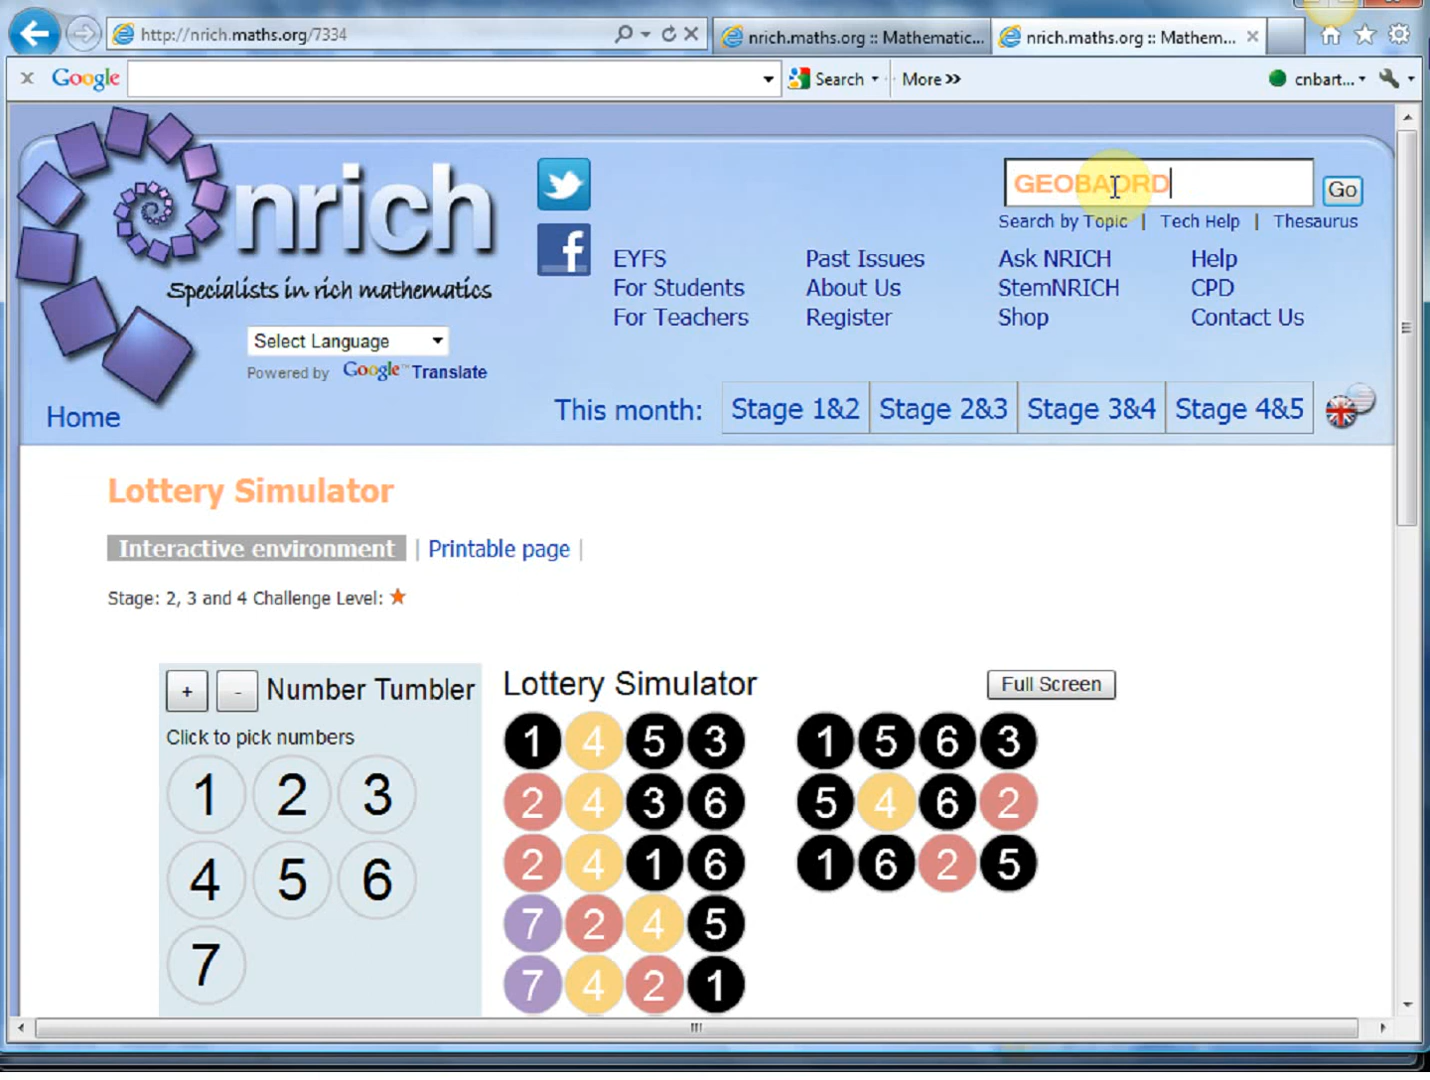 http://nrich.maths.org/7334
nrich.maths.org :: Mathematic...
nrich.maths.org :: Mathem...
x Google
Search
More >>
cnbart...
nrich
Specialists in rich mathematics
GEOBAORD
Go
Search by Topic | Tech Help | Thesaurus
EYFS Past Issues Ask NRICH Help
For Students About Us StemNRICH CPD
For Teachers Register Shop Contact Us
Select Language
Powered by Google™ Translate
Home
This month: Stage 1&2 Stage 2&3 Stage 3&4 Stage 4&5
Lottery Simulator
Interactive environment | Printable page |
Stage: 2, 3 and 4 Challenge Level:
+ - Number Tumbler
Click to pick numbers
1 2 3
4 5 6
7
Lottery Simulator
Full Screen
1 4 5 3
2 4 3 6
2 4 1 6
7 2 4 5
7 4 2 1
1 5 6 3
5 4 6 2
1 6 2 5